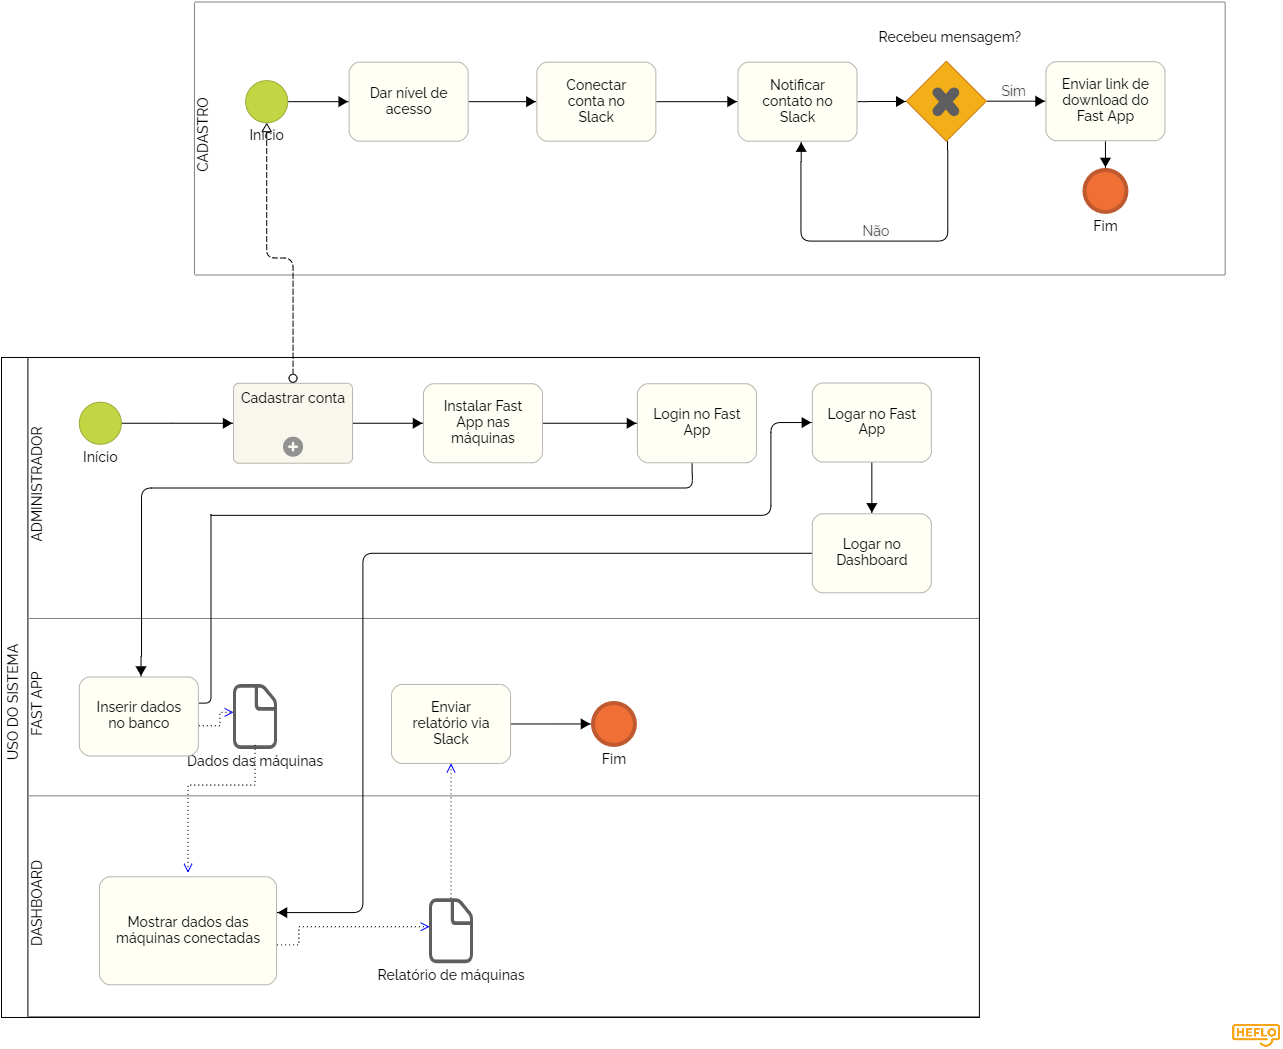 Recebeu mensagem?
CADASTRO
Início
Dar nível de
acesso
Conectar
conta no
Slack
Notificar
contato no
Slack
Sim
Enviar link de
download do
Fast App
Não
Fim
USO DO SISTEMA
ADMINISTRADOR
Início
Cadastrar conta
Instalar Fast
App nas
máquinas
Login no Fast
App
Logar no Fast
App
Logar no
Dashboard
FAST APP
Inserir dados
no banco
Dados das máquinas
Enviar
relatório via
Slack
Fim
DASHBOARD
Mostrar dados das
máquinas conectadas
Relatório de máquinas
HEFLO